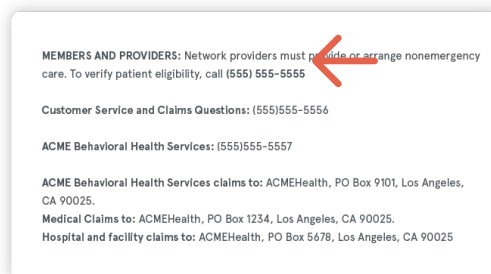 MEMBERS AND PROVIDERS: Network providers must provide or arrange nonemergency
care. To verify patient eligibility, call (555) 555-5555
Customer Service and Claims Questions: (555)555-5556
ACME Behavioral Health Services: (555)555-5557
ACME Behavioral Health Services claims to: ACMEHealth, PO Box 9101, Los Angeles,
CA 90025.
Medical Claims to: ACMEHealth, PO Box 1234, Los Angeles, CA 90025.
Hospital and facility claims to: ACMEHealth, PO Box 5678, Los Angeles, CA 90025